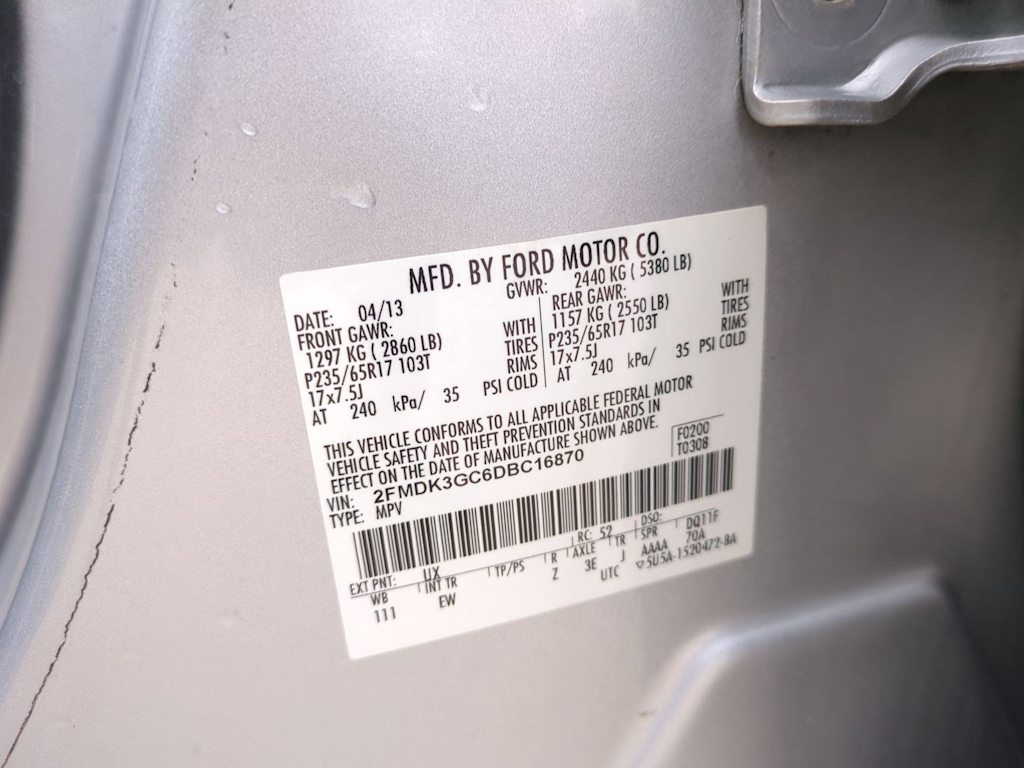 MFD. BY FORD MOTOR CO.
DATE: 04/13
GVWR: 2440 KG ( 5380 LB)
FRONT GAWR:
1297 KG ( 2860 LB) WITH
P235/65R17 103T TIRES
17x7.5J RIMS
AT 240 kPa/ 35 PSI COLD
REAR GAWR:
1157 KG ( 2550 LB) WITH
P235/65R17 103T TIRES
17x7.5J RIMS
AT 240 kPa/ 35 PSI COLD
THIS VEHICLE CONFORMS TO ALL APPLICABLE FEDERAL MOTOR
VEHICLE SAFETY AND THEFT PREVENTION STANDARDS IN
EFFECT ON THE DATE OF MANUFACTURE SHOWN ABOVE.
F0200
T0308
VIN: 2FMDK3GC6DBC16870
TYPE: MPV
EXT PNT: UX RC: 52 DSO: DQ11F
WB INT TR TP/PS R AXLE TR SPR 70A
111 EW Z 3E J AAAA
UTC ▽5U5A-1520472-BA